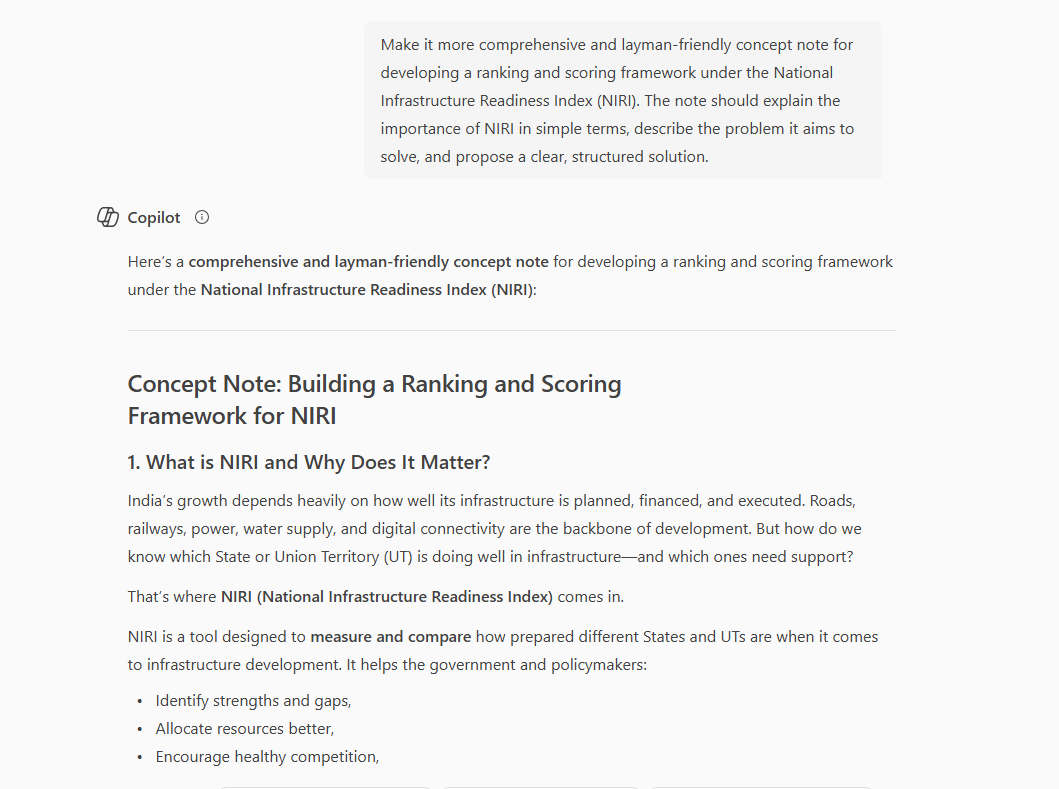 Make it more comprehensive and layman-friendly concept note for
developing a ranking and scoring framework under the National
Infrastructure Readiness Index (NIRI). The note should explain the
importance of NIRI in simple terms, describe the problem it aims to
solve, and propose a clear, structured solution.
Copilot
Here's a comprehensive and layman-friendly concept note for developing a ranking and scoring framework
under the National Infrastructure Readiness Index (NIRI):
Concept Note: Building a Ranking and Scoring
Framework for NIRI
1. What is NIRI and Why Does It Matter?
India's growth depends heavily on how well its infrastructure is planned, financed, and executed. Roads,
railways, power, water supply, and digital connectivity are the backbone of development. But how do we
know which State or Union Territory (UT) is doing well in infrastructure—and which ones need support?
That's where NIRI (National Infrastructure Readiness Index) comes in.
NIRI is a tool designed to measure and compare how prepared different States and UTs are when it comes
to infrastructure development. It helps the government and policymakers:
• Identify strengths and gaps,
• Allocate resources better,
• Encourage healthy competition,